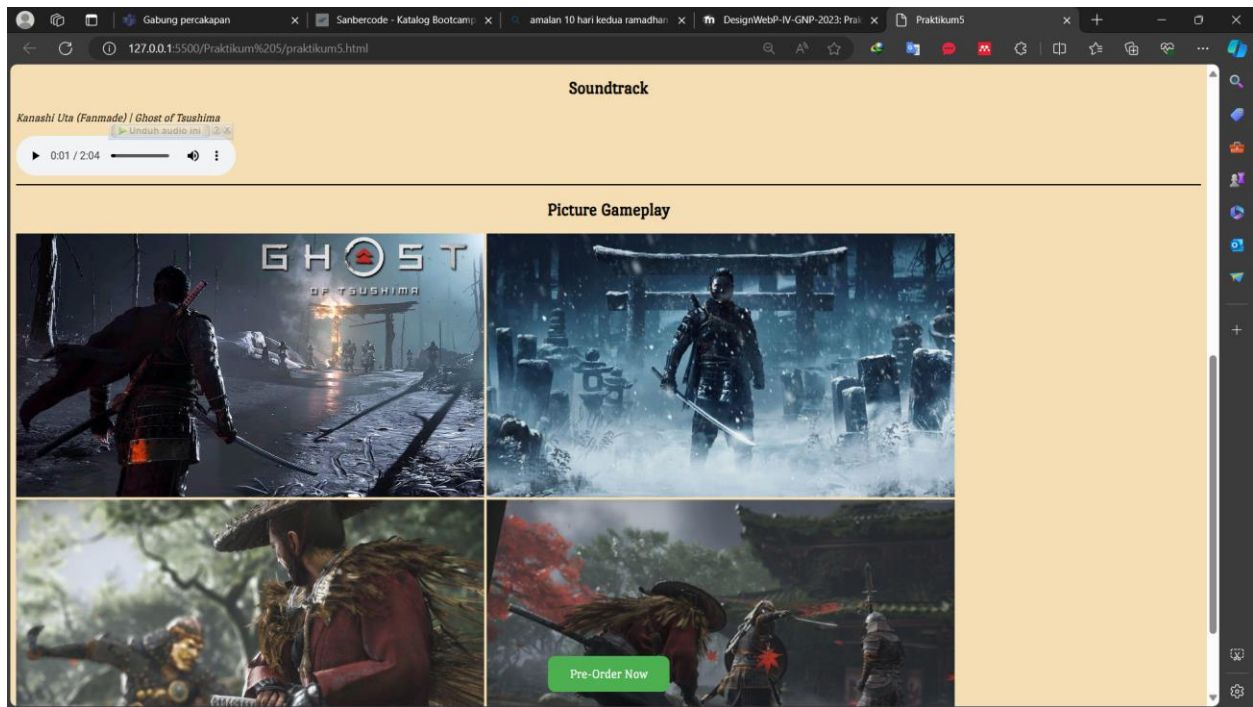 Gabung percakapan
Sanbercode - Katalog Bootcamp
amalan 10 hari kedua ramadhan
DesignWebP-IV-GNP-2023: Prak
Praktikum5
127.0.0.1:5500/Praktikum%205/praktikum5.html
Soundtrack
Kanashi Uta (Fanmade) | Ghost of Tsushima
Unduh audio ini
0:01 / 2:04
Picture Gameplay
GHOST
OF TSUSHIMA
Pre-Order Now